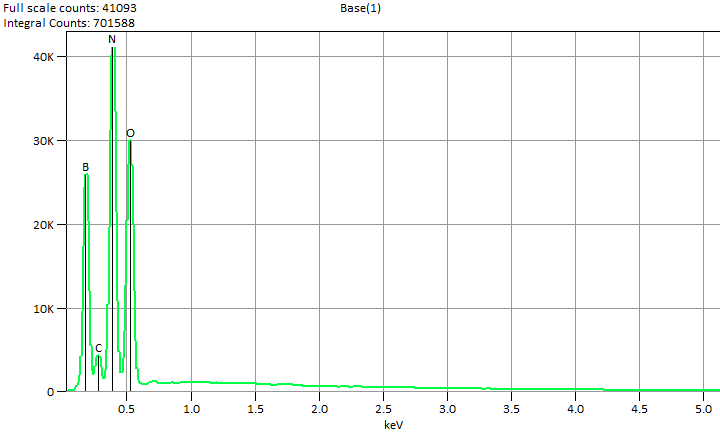 Full scale counts: 41093
Base(1)
Integral Counts: 701588
N
40K
O
30K
B
20K
10K
C
0
0.5 1.0 1.5 2.0 2.5 3.0 3.5 4.0 4.5 5.0
keV